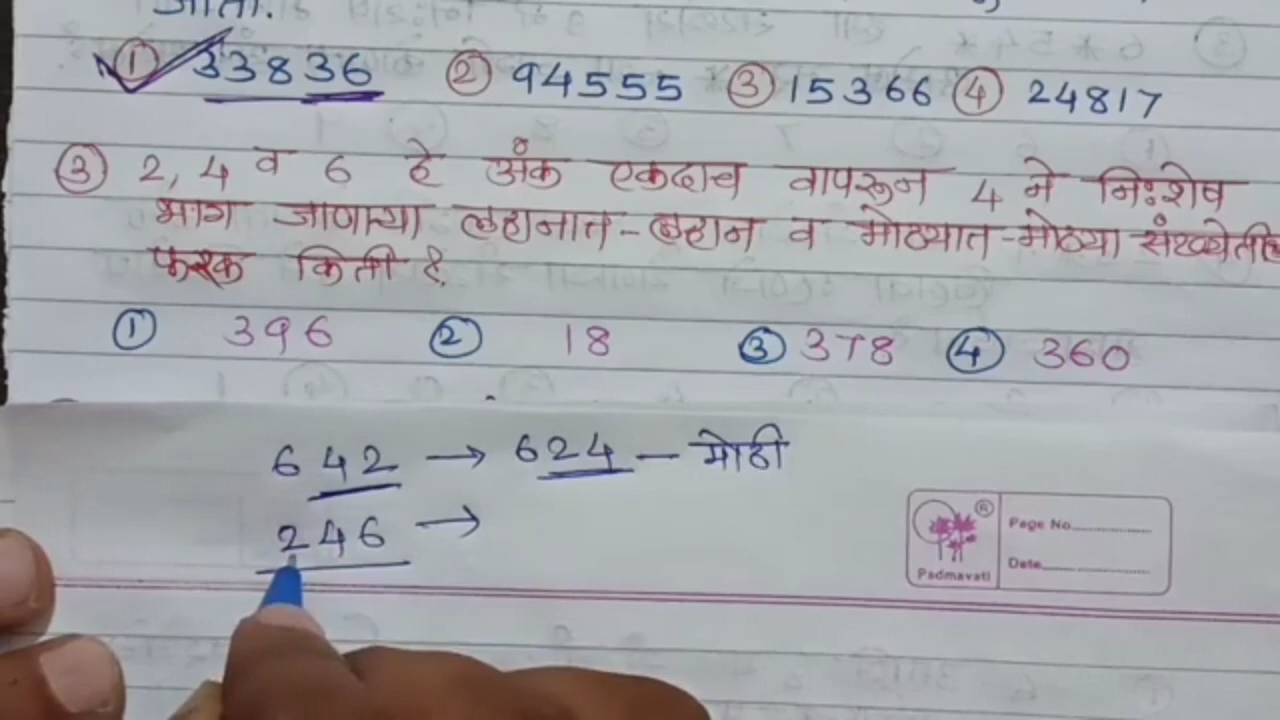 जाता.
① 33836 ② 94555 ③ 15366 ④ 24817
③ 2, 4 व 6 हे अंक एकदाच वापरून 4 ने निःशेष
भाग जाणाऱ्या लहानात-लहान व मोठ्यात-मोठ्या संख्येतील
फरक किती?
① 396 ② 18 ③ 378 ④ 360
642 → 624 — मोठी
246 →
R
Page No.
Date
Padmavati